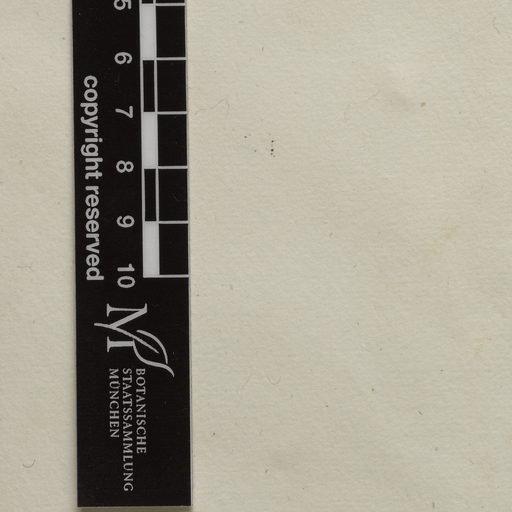 5
6
7
8
9
10
copyright reserved
M
BOTANISCHE
STAATSSAMMLUNG
MÜNCHEN